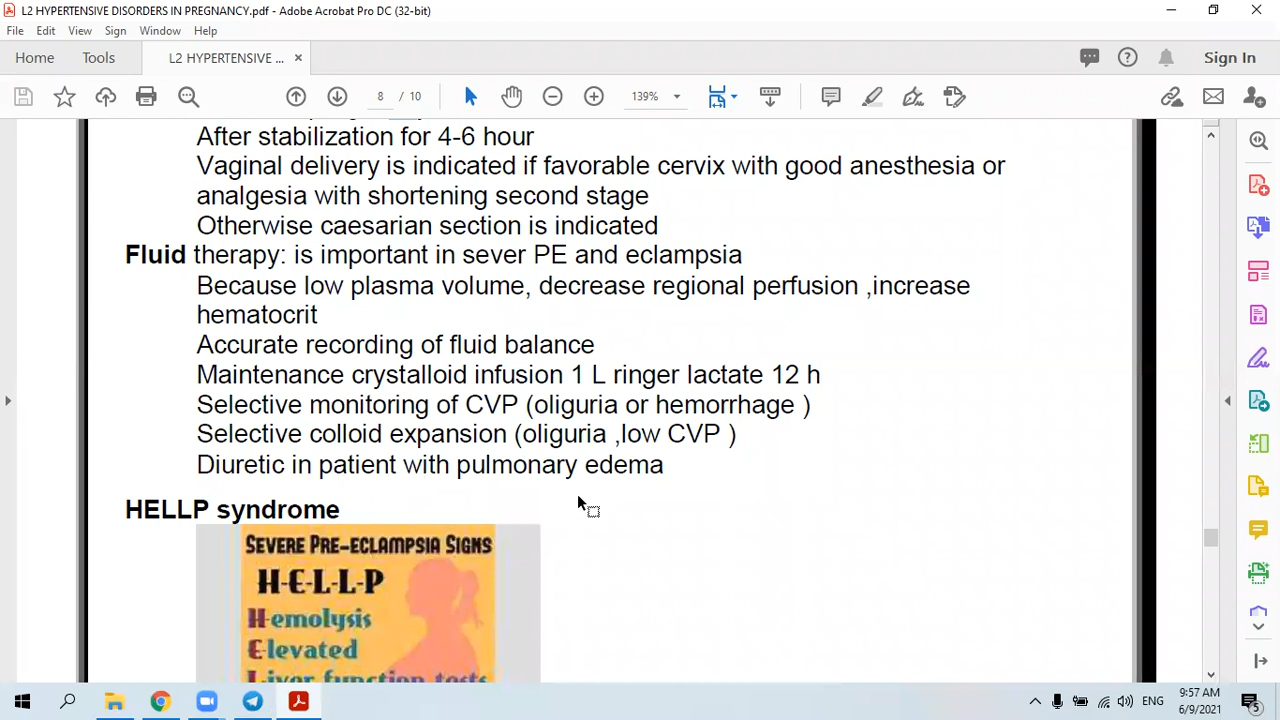 L2 HYPERTENSIVE DISORDERS IN PREGNANCY.pdf - Adobe Acrobat Pro DC (32-bit)
File Edit View Sign Window Help
Home Tools L2 HYPERTENSIVE ... × Sign In
8 / 10 139%
After stabilization for 4-6 hour
Vaginal delivery is indicated if favorable cervix with good anesthesia or
analgesia with shortening second stage
Otherwise caesarian section is indicated
Fluid therapy: is important in sever PE and eclampsia
Because low plasma volume, decrease regional perfusion ,increase
hematocrit
Accurate recording of fluid balance
Maintenance crystalloid infusion 1 L ringer lactate 12 h
Selective monitoring of CVP (oliguria or hemorrhage )
Selective colloid expansion (oliguria ,low CVP )
Diuretic in patient with pulmonary edema
HELLP syndrome
SEVERE PRE-ECLAMPSIA SIGNS
H-E-L-L-P
Hemolysis
Elevated
Liver function tests
ENG
9:57 AM
6/9/2021
5